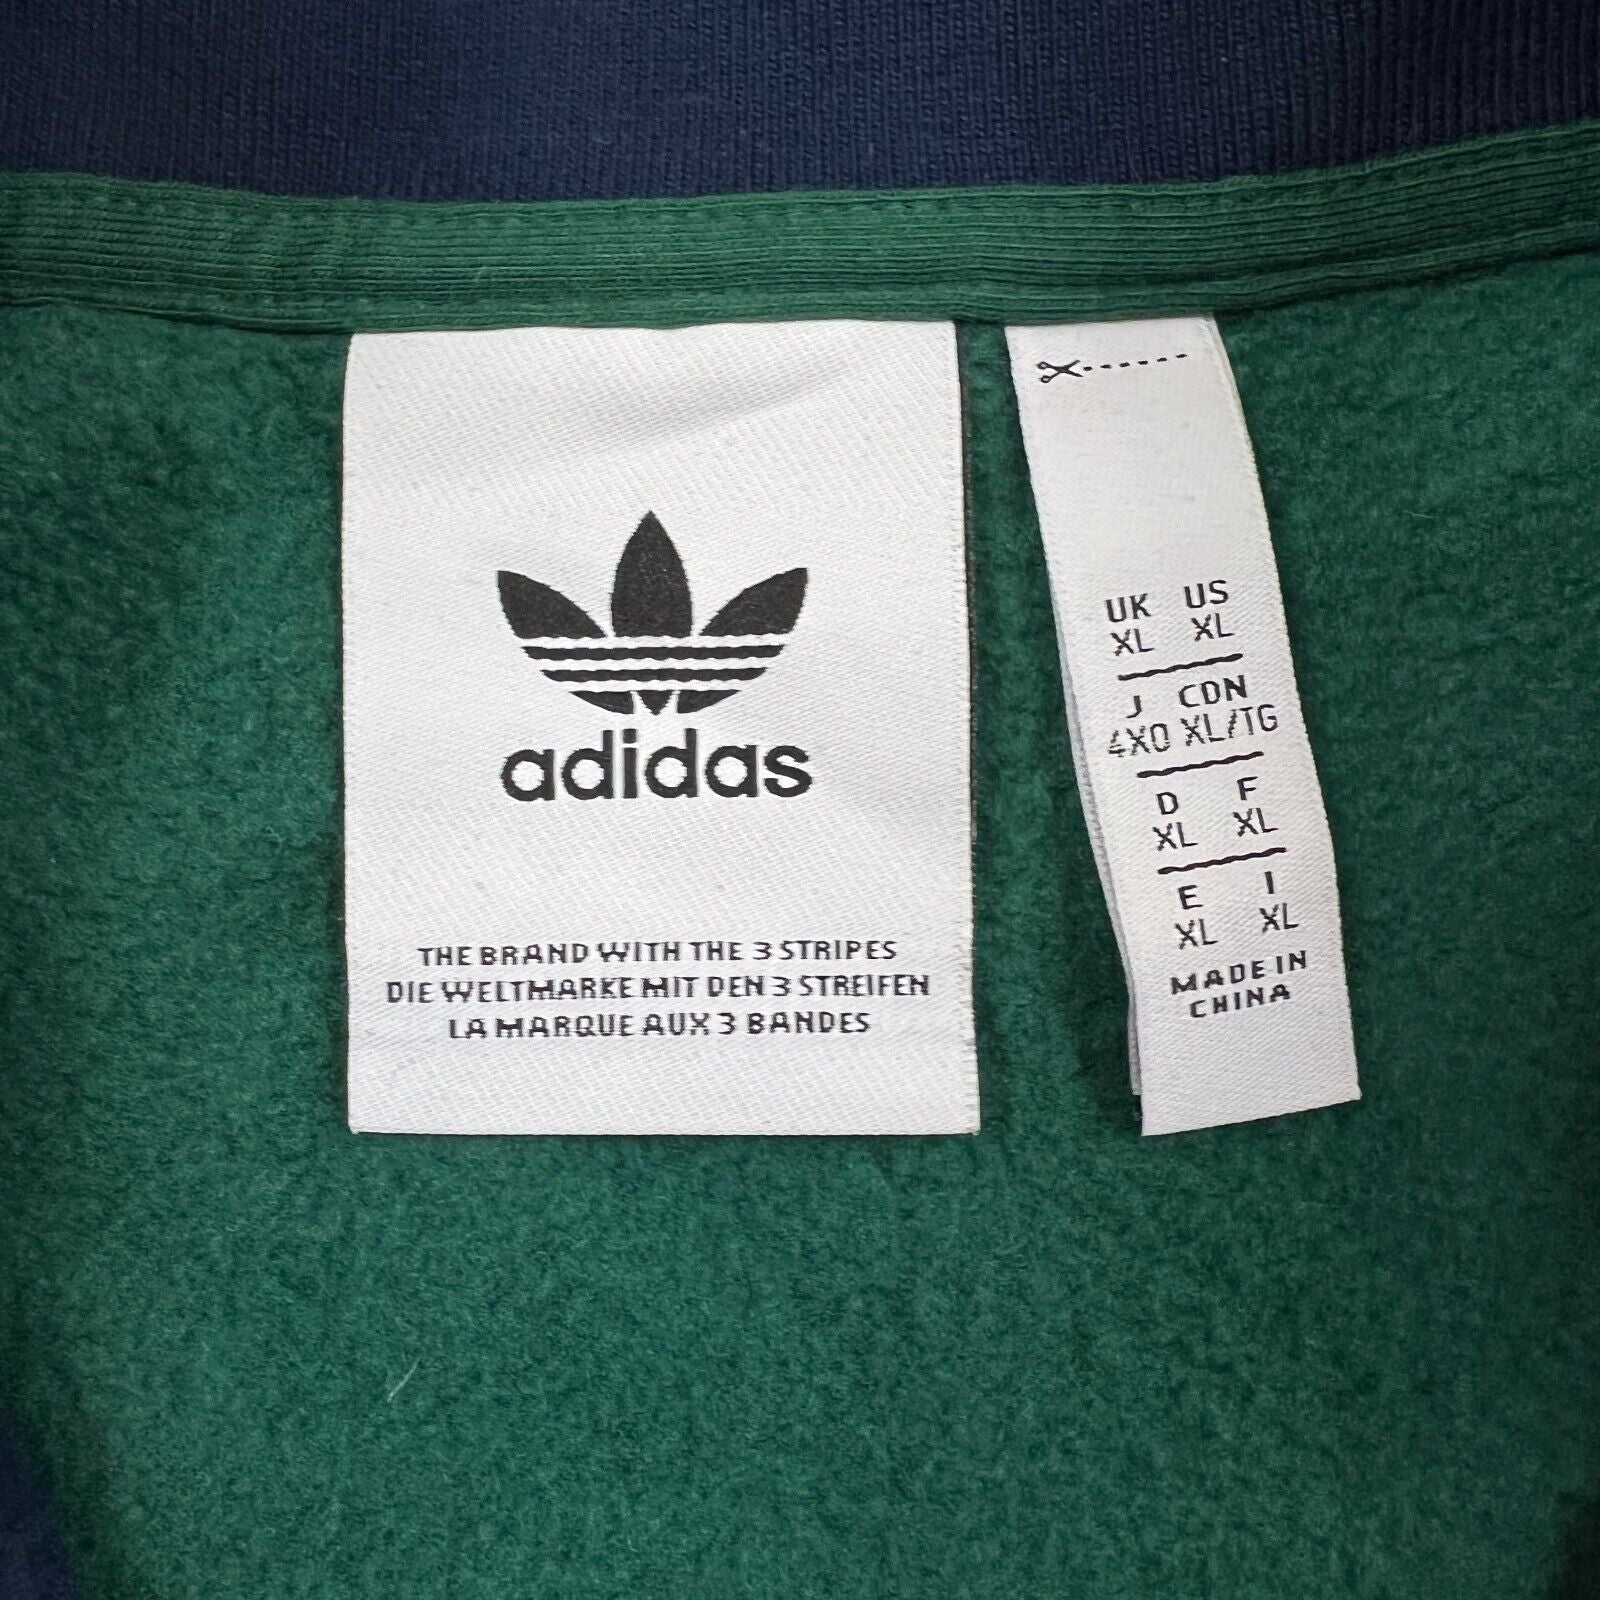 adidas
THE BRAND WITH THE 3 STRIPES
DIE WELTMARKE MIT DEN 3 STREIFEN
LA MARQUE AUX 3 BANDES
UK US
XL XL
J CDN
4XO XL/TG
D F
XL XL
E I
XL XL
MADE IN
CHINA